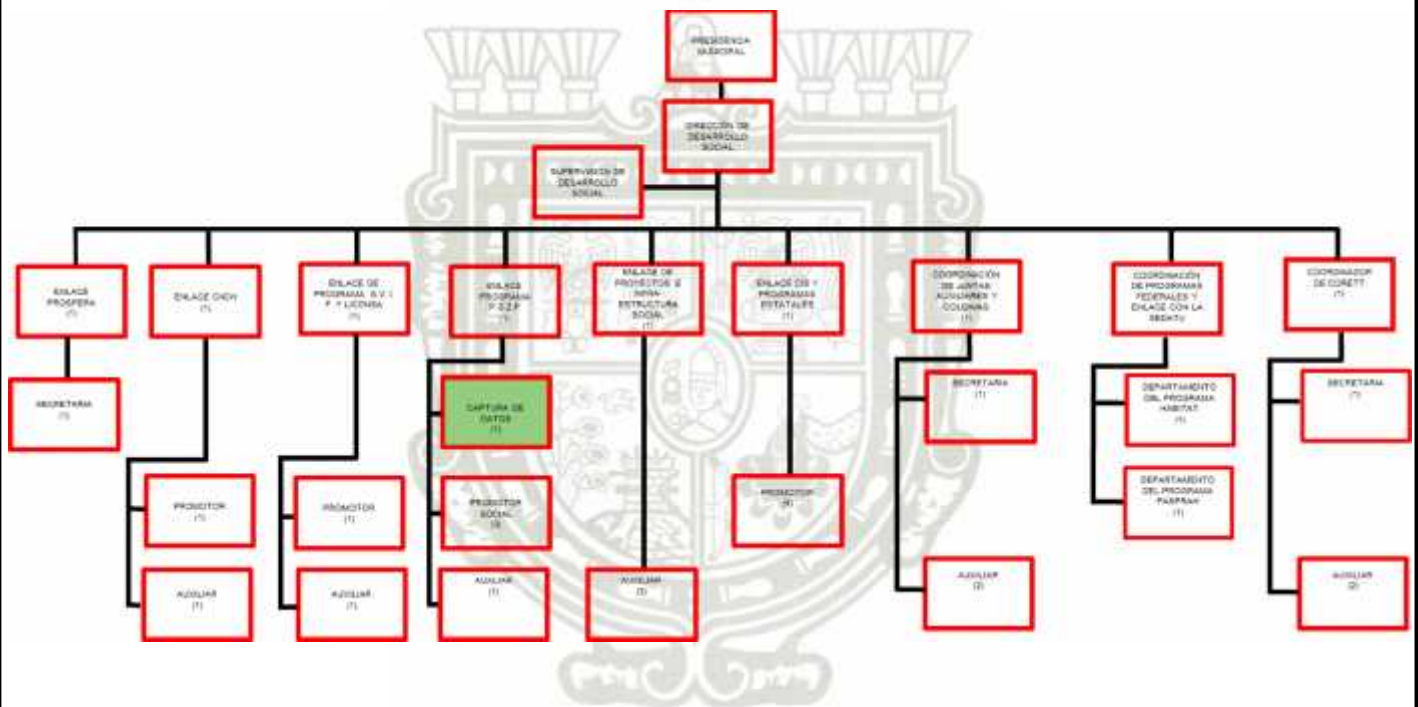 PRESIDENCIA
MUNICIPAL
DIRECCIÓN DE
DESARROLLO
SOCIAL
SUPERVISIÓN DE
DESARROLLO
SOCIAL
ENLACE
PROSPERA
(1)
ENLACE
(1)
ENLACE DE
PROGRAMA
Y LICENSA
(1)
ENLACE
PROGRAMA
(1)
ENLACE DE
PROYECTOS E
INFRA-
ESTRUCTURA
SOCIAL
(1)
ENLACE CIS Y
PROGRAMAS
ESTATALES
(1)
COORDINACIÓN
DE JUNTAS
AUXILIARES Y
COLONIAS
(1)
COORDINACIÓN
DE PROGRAMAS
FEDERALES Y
ENLACE CON LA
SEDATU
COORDINADOR
DE CORETT
(1)
SECRETARIA
(1)
CAPTURA DE
DATOS
(1)
SECRETARIA
(1)
DEPARTAMENTO
DEL PROGRAMA
HABITAT
(1)
SECRETARIA
(1)
PROMOTOR
(1)
PROMOTOR
(1)
PROMOTOR
SOCIAL
PROMOTOR
DEPARTAMENTO
DEL PROGRAMA
(1)
AUXILIAR
(1)
AUXILIAR
(1)
AUXILIAR
(1)
AUXILIAR
AUXILIAR
(2)
AUXILIAR
(2)